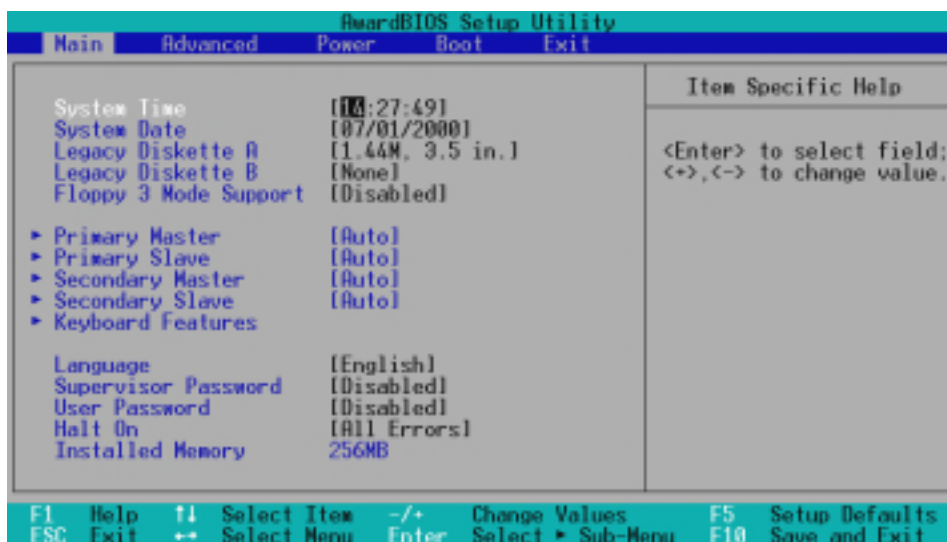 AwardBIOS Setup Utility
Main Advanced Power Boot Exit
Item Specific Help
System Time [14:27:49]
System Date [07/01/2000]
Legacy Diskette A [1.44M, 3.5 in.]
Legacy Diskette B [None]
Floppy 3 Mode Support [Disabled]
<Enter> to select field;
<+>,<-> to change value.
► Primary Master [Auto]
► Primary Slave [Auto]
► Secondary Master [Auto]
► Secondary Slave [Auto]
► Keyboard Features
Language [English]
Supervisor Password [Disabled]
User Password [Disabled]
Halt On [All Errors]
Installed Memory 256MB
F1 Help ↑↓ Select Item -/+ Change Values F5 Setup Defaults
ESC Exit ←→ Select Menu Enter Select ► Sub-Menu F10 Save and Exit